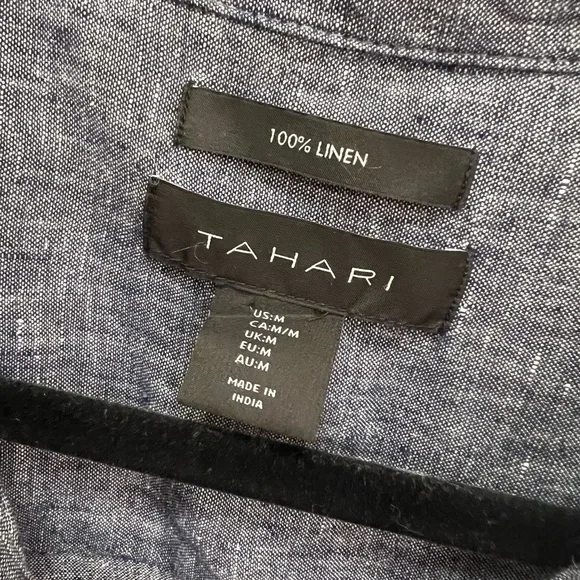 100% LINEN
TAHARI
US:M
CA:M/M
UK:M
EU:M
AU:M
MADE IN
INDIA